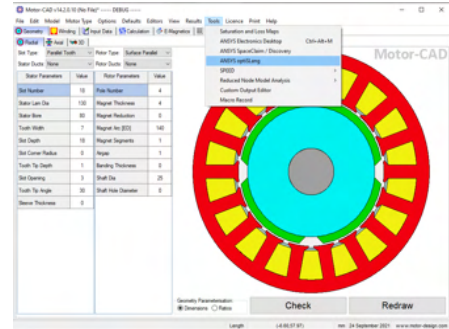 Motor-CAD v14.2.0.10 (No File)* ----- DEBUG -----
File Edit Model Motor Type Options Defaults Editors View Results Tools Licence Print Help
Geometry Winding Input Data Calculation E-Magnetics
Radial Axial 3D
Slot Type: Parallel Tooth Rotor Type: Surface Parallel
Stator Ducts: None Rotor Ducts: None
Stator Parameters Value Rotor Parameters Value
Slot Number 18 Pole Number 4
Stator Lam Dia 130 Magnet Thickness 4
Stator Bore 80 Magnet Reduction 0
Tooth Width 7 Magnet Arc [ED] 140
Slot Depth 18 Magnet Segments 1
Slot Corner Radius 0 Airgap 1
Tooth Tip Depth 1 Banding Thickness 0
Slot Opening 3 Shaft Dia 25
Tooth Tip Angle 30 Shaft Hole Diameter 0
Sleeve Thickness 0
Saturation and Loss Maps
ANSYS Electronics Desktop Ctrl+Alt+M
ANSYS SpaceClaim / Discovery
ANSYS optiSLang
SPEED
Reduced Node Model Analysis
Custom Output Editor
Macro Record
Motor-CAD
Geometry Parameterisation
Dimensions Ratios
Check
Redraw
Length mm 24 September 2021 www.motor-design.com